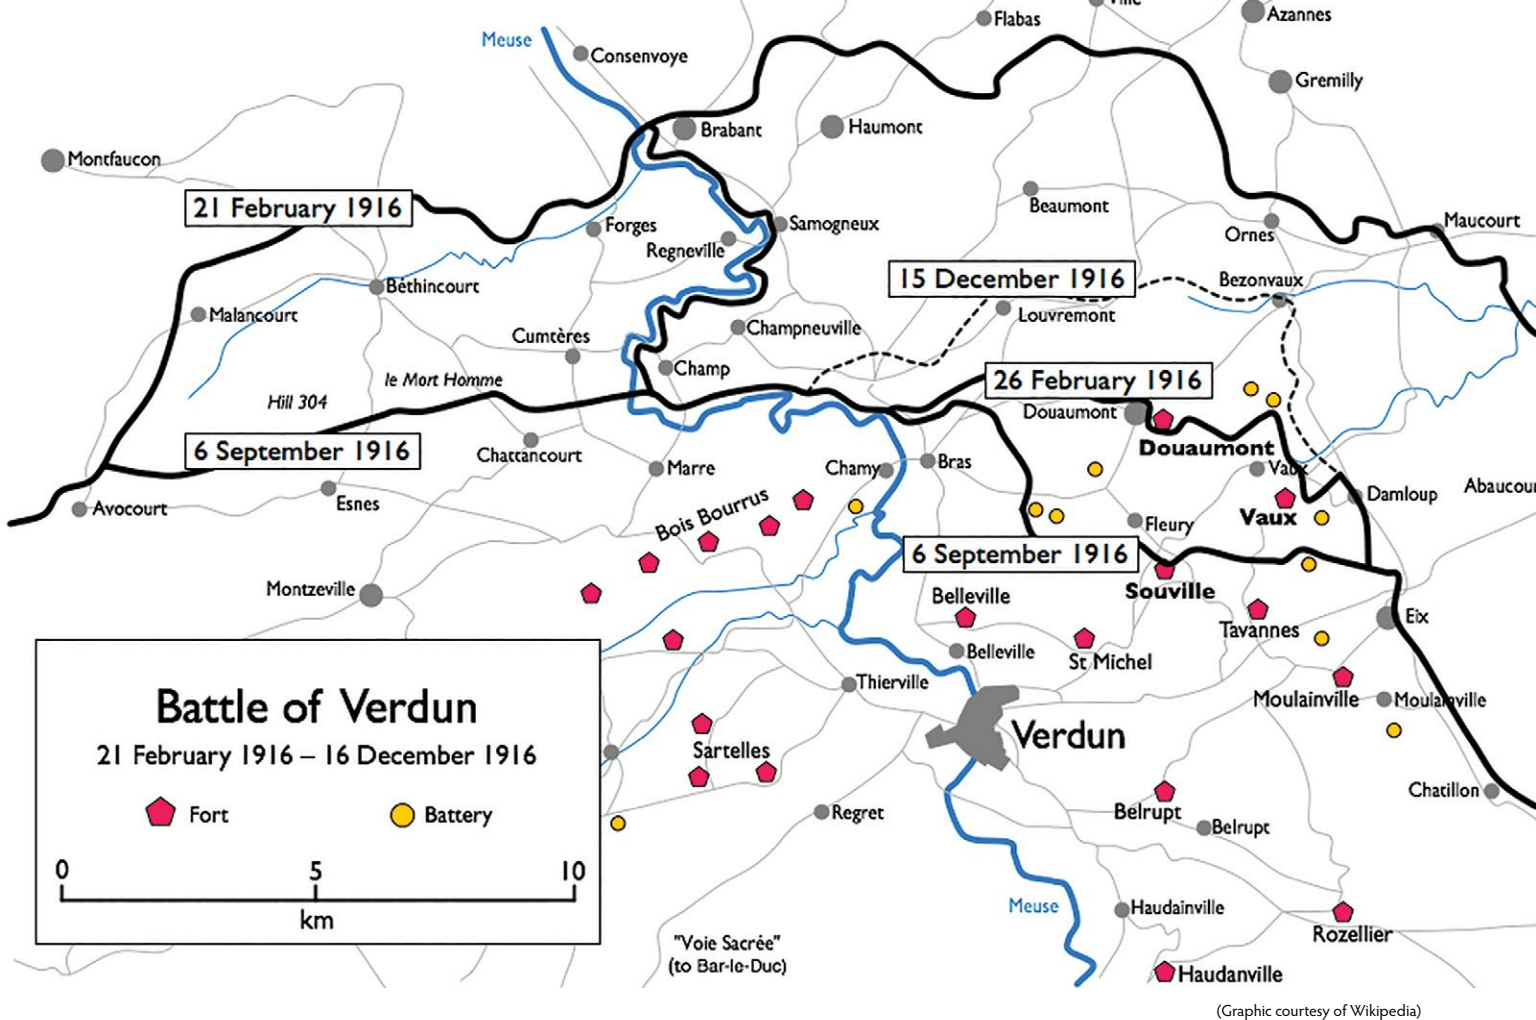 Ville
Flabas
Azannes
Meuse
Consenvoye
Gremilly
Brabant
Haumont
Montfaucon
21 February 1916
Beaumont
Forges
Samogneux
Maucourt
Regneville
Ornes
15 December 1916
Bezonvaux
Béthincourt
Malancourt
Louvremont
Champneuville
Cumtères
Champ
le Mort Homme
26 February 1916
Hill 304
Douaumont
6 September 1916
Douaumont
Chattancourt
Marre
Chamy
Bras
Vaux
Esnes
Damloup
Abaucou
Avocourt
Bois Bourrus
Vaux
Fleury
6 September 1916
Montzeville
Belleville
Souville
Eix
Tavannes
Belleville
St Michel
Thierville
Moulainville
Moulainville
Battle of Verdun
Verdun
21 February 1916 – 16 December 1916
Sartelles
Chatillon
Fort
Battery
Regret
Belrupt
Belrupt
0
5
10
km
Meuse
Haudainville
Rozellier
"Voie Sacrée"
(to Bar-le-Duc)
Haudanville
(Graphic courtesy of Wikipedia)